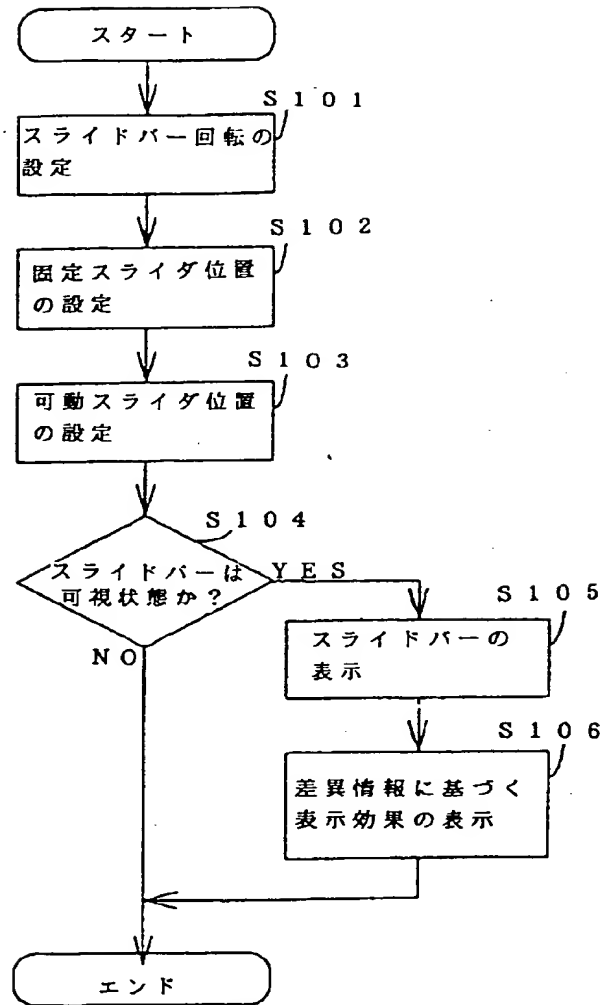 スタート
S101
スライドバー回転の
設定
S102
固定スライダ位置
の設定
S103
可動スライダ位置
の設定
S104
スライドバーは
可視状態か?
YES
NO
S105
スライドバーの
表示
S106
差異情報に基づく
表示効果の表示
エンド